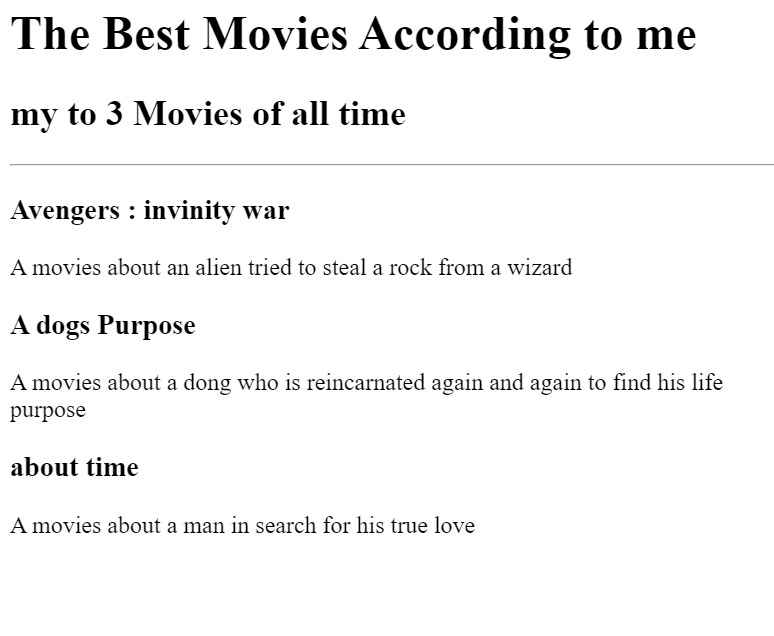 The Best Movies According to me
my to 3 Movies of all time
Avengers : invinity war
A movies about an alien tried to steal a rock from a wizard
A dogs Purpose
A movies about a dong who is reincarnated again and again to find his life
purpose
about time
A movies about a man in search for his true love